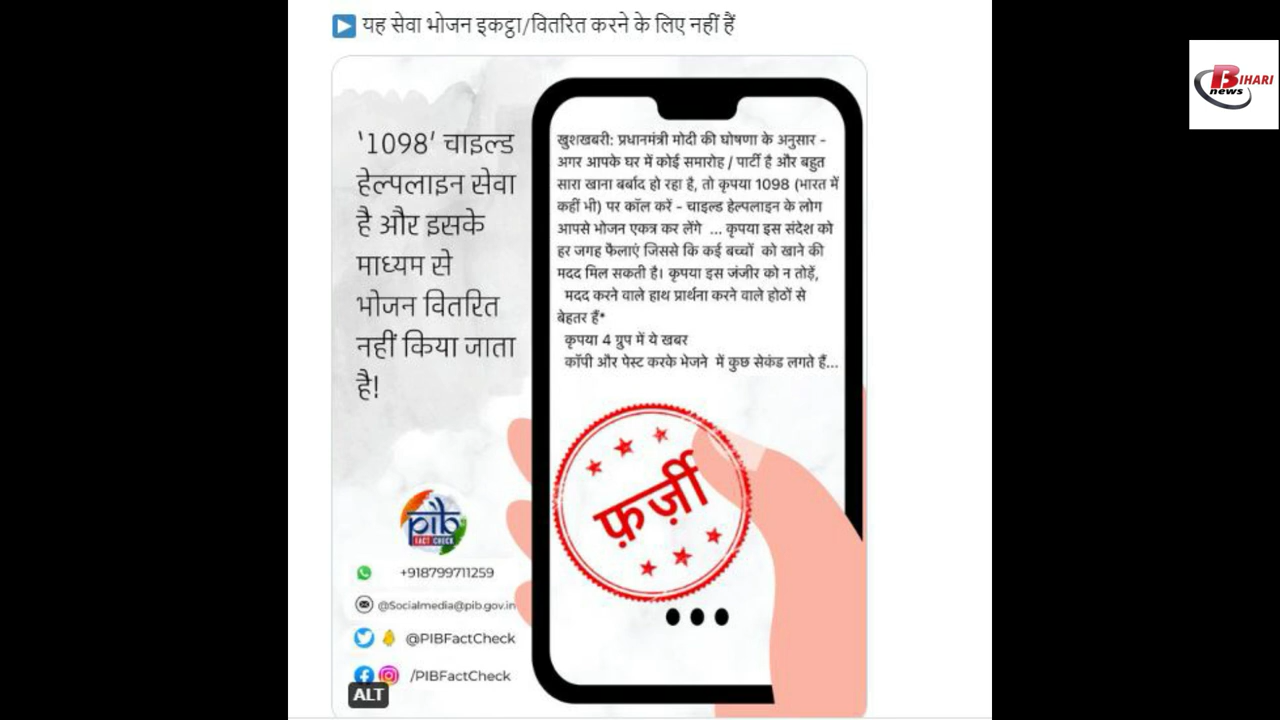 यह सेवा भोजन इकट्ठा/वितरित करने के लिए नहीं हैं
BIHARI
news
'1098' चाइल्ड
हेल्पलाइन सेवा
है और इसके
माध्यम से
भोजन वितरित
नहीं किया जाता
है!
खुशखबरी: प्रधानमंत्री मोदी की घोषणा के अनुसार -
अगर आपके घर में कोई समारोह / पार्टी है और बहुत
सारा खाना बर्बाद हो रहा है, तो कृपया 1098 (भारत में
कहीं भी) पर कॉल करें - चाइल्ड हेल्पलाइन के लोग
आपसे भोजन एकत्र कर लेंगे ... कृपया इस संदेश को
हर जगह फैलाएं जिससे कि कई बच्चों को खाने की
मदद मिल सकती है। कृपया इस जंजीर को न तोड़ें,
मदद करने वाले हाथ प्रार्थना करने वाले होठों से
बेहतर हैं*
कृपया 4 ग्रुप में ये खबर
कॉपी और पेस्ट करके भेजने में कुछ सेकंड लगते हैं...
फ़र्ज़ी
pib
FACT CHECK
+918799711259
@Socialmedia@pib.gov.in
@PIBFactCheck
/PIBFactCheck
ALT